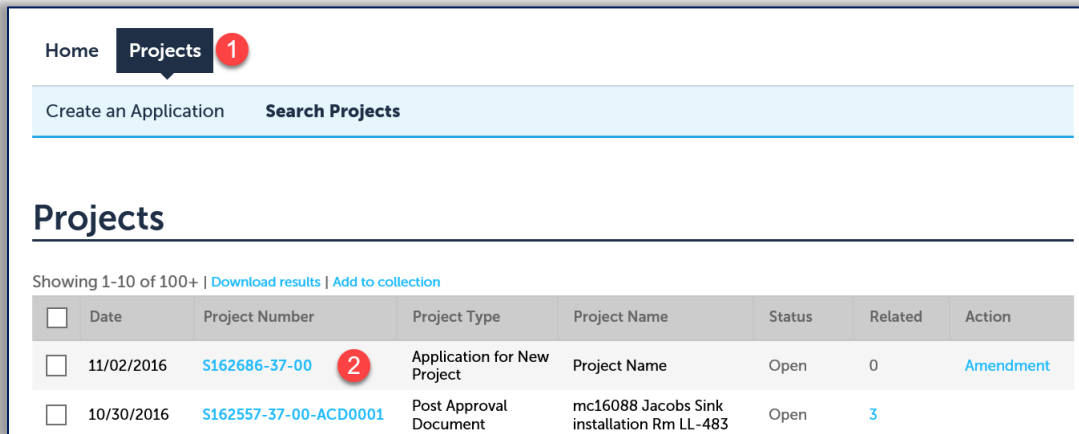 Home Projects 1
Create an Application Search Projects
Projects
Showing 1-10 of 100+ | Download results | Add to collection
Date Project Number Project Type Project Name Status Related Action
11/02/2016 S162686-37-00 2 Application for New Project Project Name Open 0 Amendment
10/30/2016 S162557-37-00-ACD0001 Post Approval Document mc16088 Jacobs Sink installation Rm LL-483 Open 3